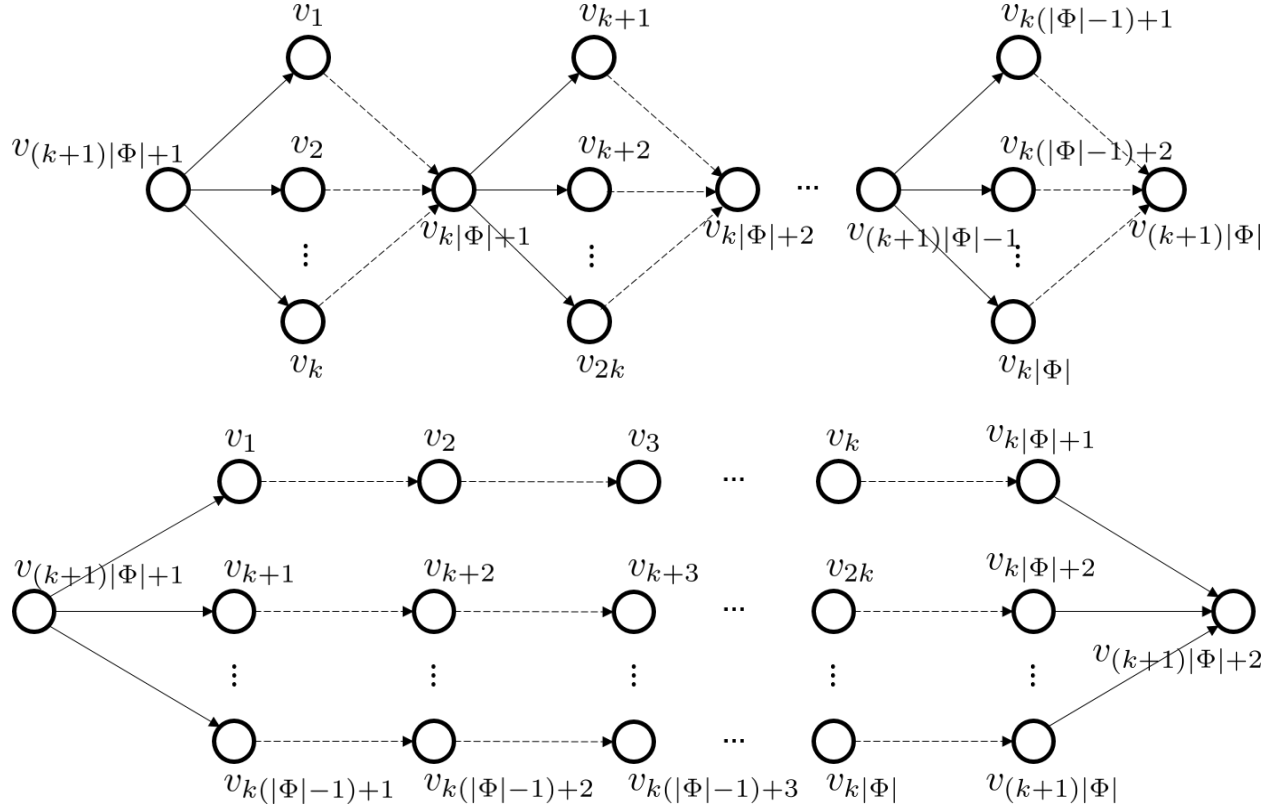 v_1 v_{k+1} v_{k(|Φ|−1)+1}
v_{(k+1)|Φ|+1} v_2 v_{k+2} v_{k(|Φ|−1)+2}
...
v_{k|Φ|+1} v_{k|Φ|+2} v_{(k+1)|Φ|−1} v_{(k+1)|Φ|}
⋮ ⋮ ⋮
v_k v_{2k} v_{k|Φ|}
v_1 v_2 v_3 v_k v_{k|Φ|+1}
...
v_{(k+1)|Φ|+1} v_{k+1} v_{k+2} v_{k+3} v_{2k} v_{k|Φ|+2}
...
v_{(k+1)|Φ|+2}
⋮ ⋮ ⋮ ⋮ ⋮
...
v_{k(|Φ|−1)+1} v_{k(|Φ|−1)+2} v_{k(|Φ|−1)+3} v_{k|Φ|} v_{(k+1)|Φ|}